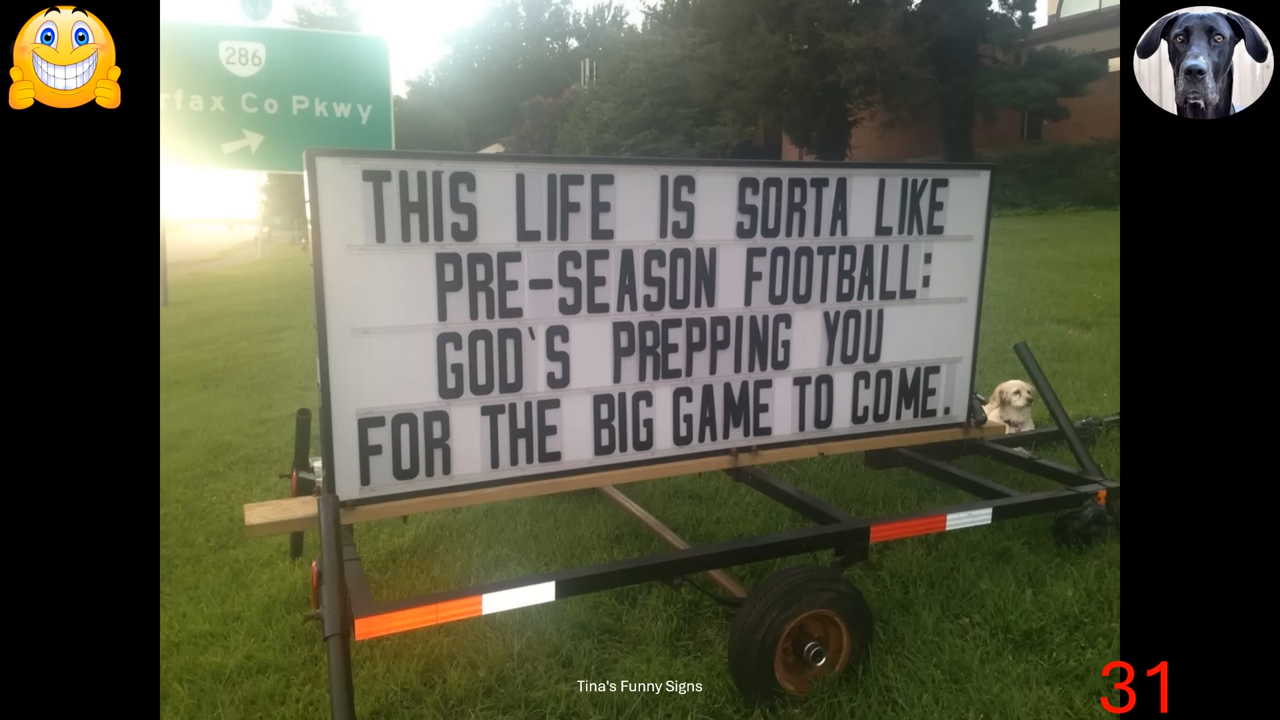 286
rfax Co Pkwy
THIS LIFE IS SORTA LIKE
PRE-SEASON FOOTBALL:
GOD'S PREPPING YOU
FOR THE BIG GAME TO COME.
Tina's Funny Signs
31